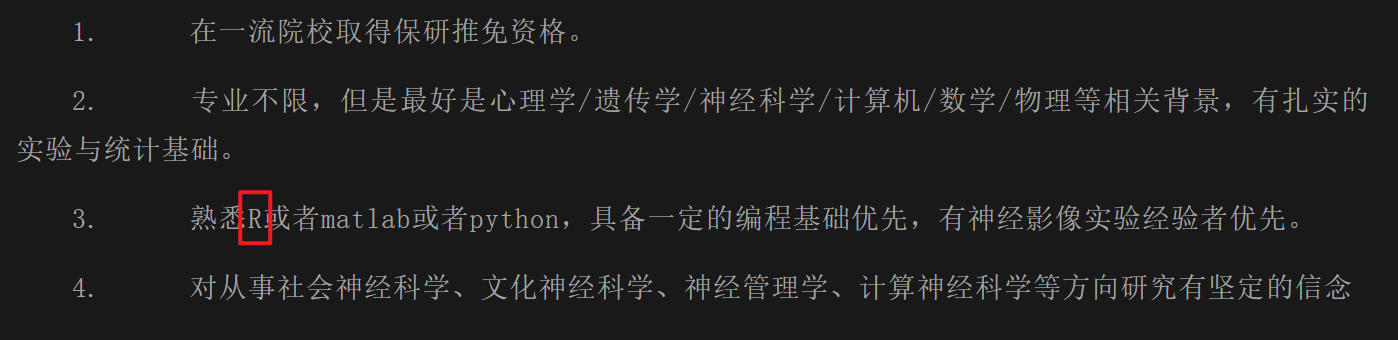 1. 在一流院校取得保研推免资格。
2. 专业不限，但是最好是心理学/遗传学/神经科学/计算机/数学/物理等相关背景，有扎实的
实验与统计基础。
3. 熟悉R或者matlab或者python，具备一定的编程基础优先，有神经影像实验经验者优先。
4. 对从事社会神经科学、文化神经科学、神经管理学、计算神经科学等方向研究有坚定的信念